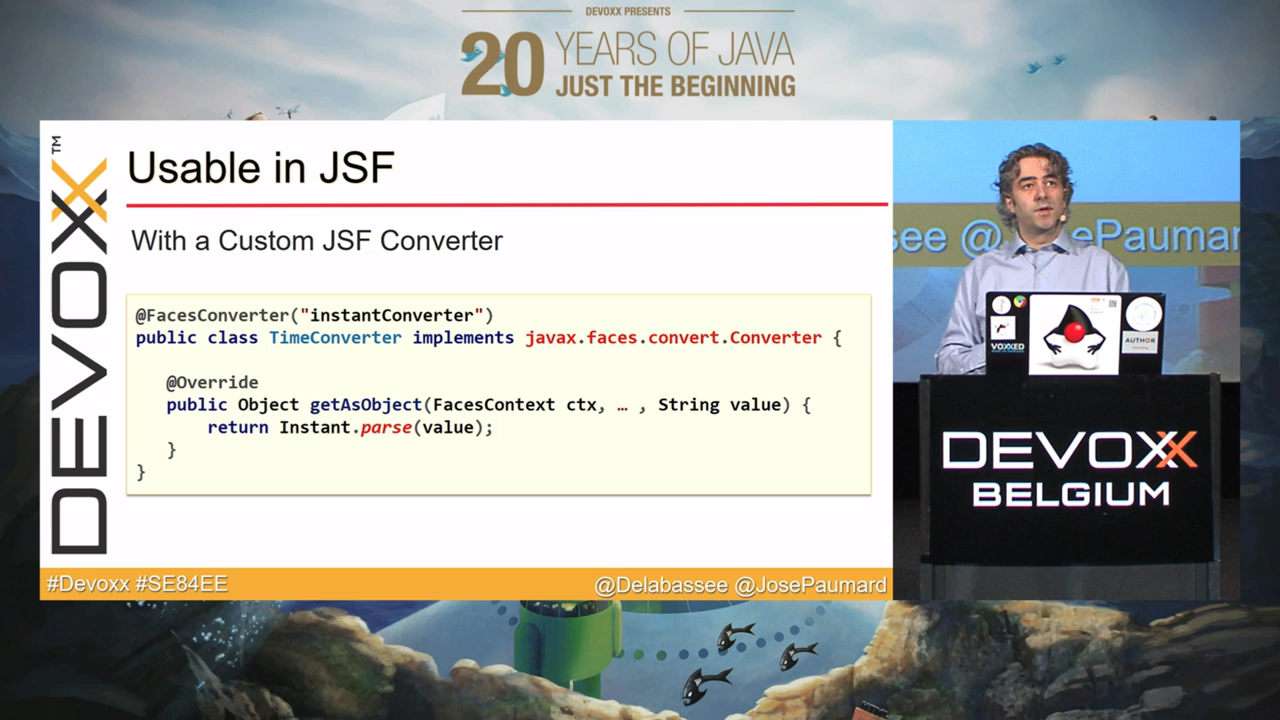 DEVOXX PRESENTS
20 YEARS OF JAVA
JUST THE BEGINNING
DEVOXX™
Usable in JSF
With a Custom JSF Converter
@FacesConverter("instantConverter")
public class TimeConverter implements javax.faces.convert.Converter {
@Override
public Object getAsObject(FacesContext ctx, … , String value) {
return Instant.parse(value);
}
}
#Devoxx #SE84EE
@Delabassee @JosePaumard
see @JosePaumar
VOXXED
AUTHOR
DEVOXX
BELGIUM